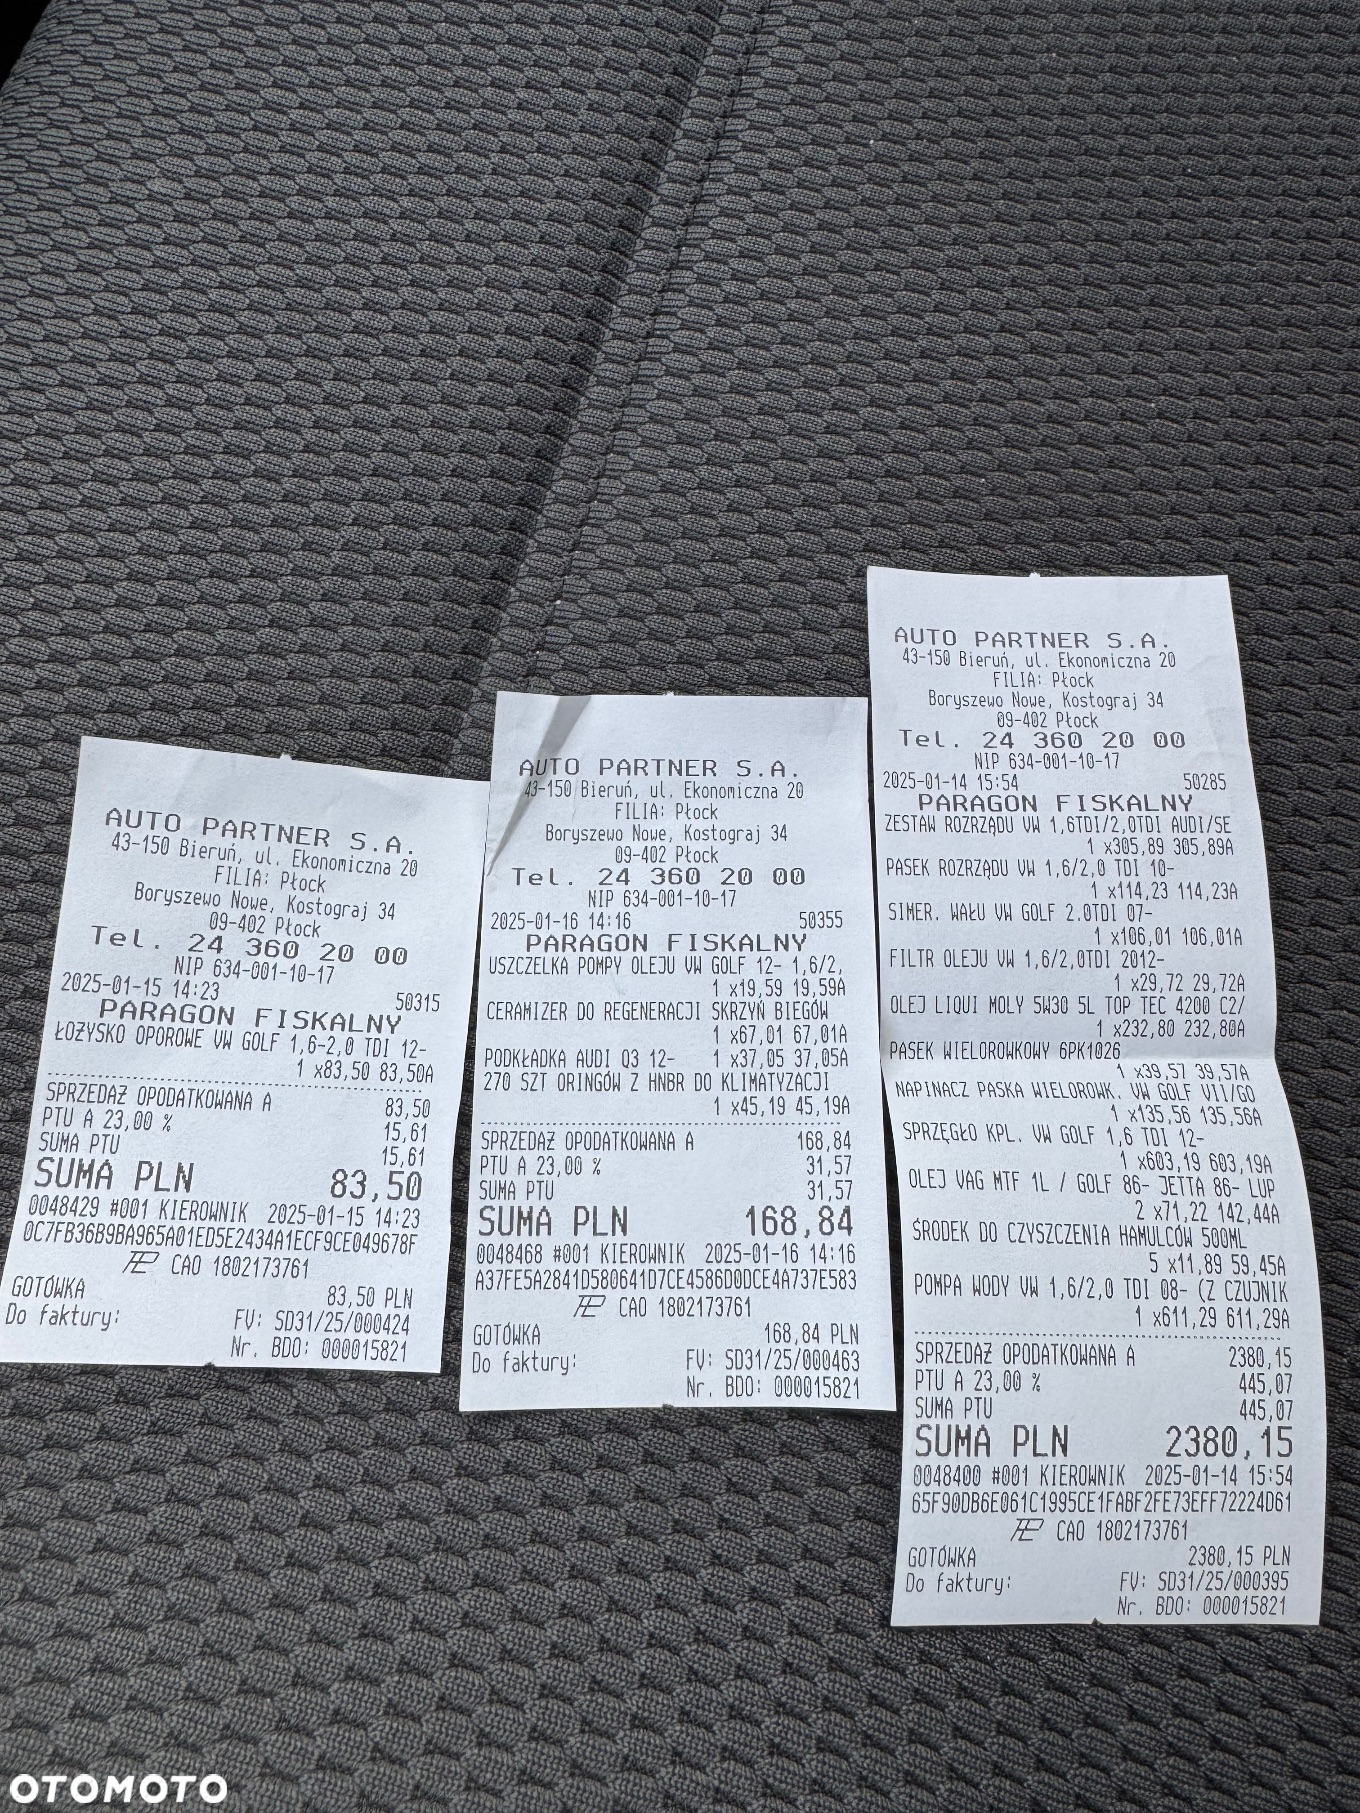 AUTO PARTNER S.A.
43-150 Bieruń, ul. Ekonomiczna 20
FILIA: Płock
Boryszewo Nowe, Kostograj 34
09-402 Płock
Tel. 24 360 20 00
NIP 634-001-10-17
2025-01-15 14:23 50315
PARAGON FISKALNY
ŁOŻYSKO OPOROWE VW GOLF 1,6-2,0 TDI 12-
1 x83,50 83,50A
SPRZEDAŻ OPODATKOWANA A 83,50
PTU A 23,00 % 15,61
SUMA PTU 15,61
SUMA PLN 83,50
0048429 #001 KIEROWNIK 2025-01-15 14:23
0C7FB36B9BA965A01ED5E2434A1ECF9CE049678F
CAO 1802173761
GOTÓWKA 83,50 PLN
Do faktury: FV: SD31/25/000424
Nr. BDO: 000015821
AUTO PARTNER S.A.
43-150 Bieruń, ul. Ekonomiczna 20
FILIA: Płock
Boryszewo Nowe, Kostograj 34
09-402 Płock
Tel. 24 360 20 00
NIP 634-001-10-17
2025-01-16 14:16 50355
PARAGON FISKALNY
USZCZELKA POMPY OLEJU VW GOLF 12- 1,6/2,
1 x19,59 19,59A
CERAMIZER DO REGENERACJI SKRZYŃ BIEGÓW
1 x67,01 67,01A
PODKŁADKA AUDI Q3 12- 1 x37,05 37,05A
270 SZT ORINGÓW Z HNBR DO KLIMATYZACJI
1 x45,19 45,19A
SPRZEDAŻ OPODATKOWANA A 168,84
PTU A 23,00 % 31,57
SUMA PTU 31,57
SUMA PLN 168,84
0048468 #001 KIEROWNIK 2025-01-16 14:16
A37FE5A2841D580641D7CE4586D0DCE4A737E583
CAO 1802173761
GOTÓWKA 168,84 PLN
Do faktury: FV: SD31/25/000463
Nr. BDO: 000015821
AUTO PARTNER S.A.
43-150 Bieruń, ul. Ekonomiczna 20
FILIA: Płock
Boryszewo Nowe, Kostograj 34
09-402 Płock
Tel. 24 360 20 00
NIP 634-001-10-17
2025-01-14 15:54 50285
PARAGON FISKALNY
ZESTAW ROZRZĄDU VW 1,6TDI/2,0TDI AUDI/SE
1 x305,89 305,89A
PASEK ROZRZĄDU VW 1,6/2,0 TDI 10-
1 x114,23 114,23A
SIMER. WAŁU VW GOLF 2.0TDI 07-
1 x106,01 106,01A
FILTR OLEJU VW 1,6/2,0TDI 2012-
1 x29,72 29,72A
OLEJ LIQUI MOLY 5W30 5L TOP TEC 4200 C2/
1 x232,80 232,80A
PASEK WIELOROWKOWY 6PK1026
1 x39,57 39,57A
NAPINACZ PASKA WIELOROWK. VW GOLF VII/GO
1 x135,56 135,56A
SPRZĘGŁO KPL. VW GOLF 1,6 TDI 12-
1 x603,19 603,19A
OLEJ VAG MTF 1L / GOLF 86- JETTA 86- LUP
2 x71,22 142,44A
ŚRODEK DO CZYSZCZENIA HAMULCÓW 500ML
5 x11,89 59,45A
POMPA WODY VW 1,6/2,0 TDI 08- (Z CZUJNIK
1 x611,29 611,29A
SPRZEDAŻ OPODATKOWANA A 2380,15
PTU A 23,00 % 445,07
SUMA PTU 445,07
SUMA PLN 2380,15
0048400 #001 KIEROWNIK 2025-01-14 15:54
65F90DB6E061C1995CE1FABF2FE73EFF72224D61
CAO 1802173761
GOTÓWKA 2380,15 PLN
Do faktury: FV: SD31/25/000395
Nr. BDO: 000015821
OTOMOTO